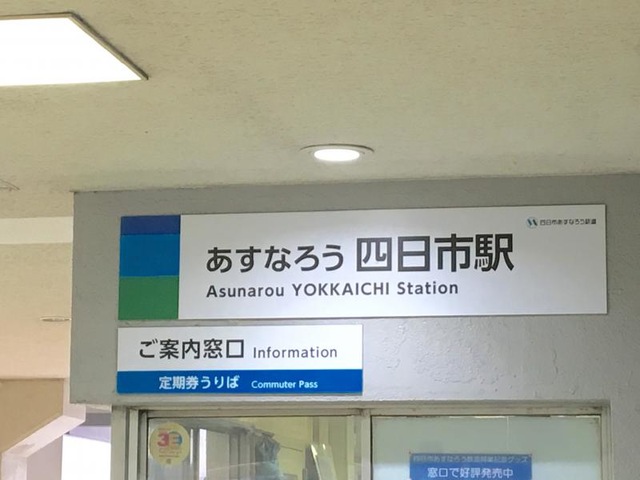 四日市あすなろう鉄道
あすなろう 四日市駅
Asunarou YOKKAICHI Station
ご案内窓口 Information
定期券うりば Commuter Pass
窓口で好評発売中